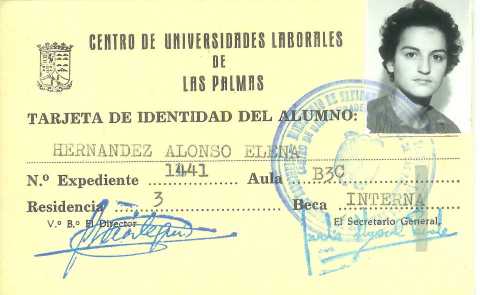 CENTRO DE UNIVERSIDADES LABORALES
DE
LAS PALMAS
TARJETA DE IDENTIDAD DEL ALUMNO:
HERNANDEZ ALONSO ELENA
N.º Expediente 1441 Aula B3C
Residencia 3 Beca INTERNA
V.º B.º El Director
El Secretario General,